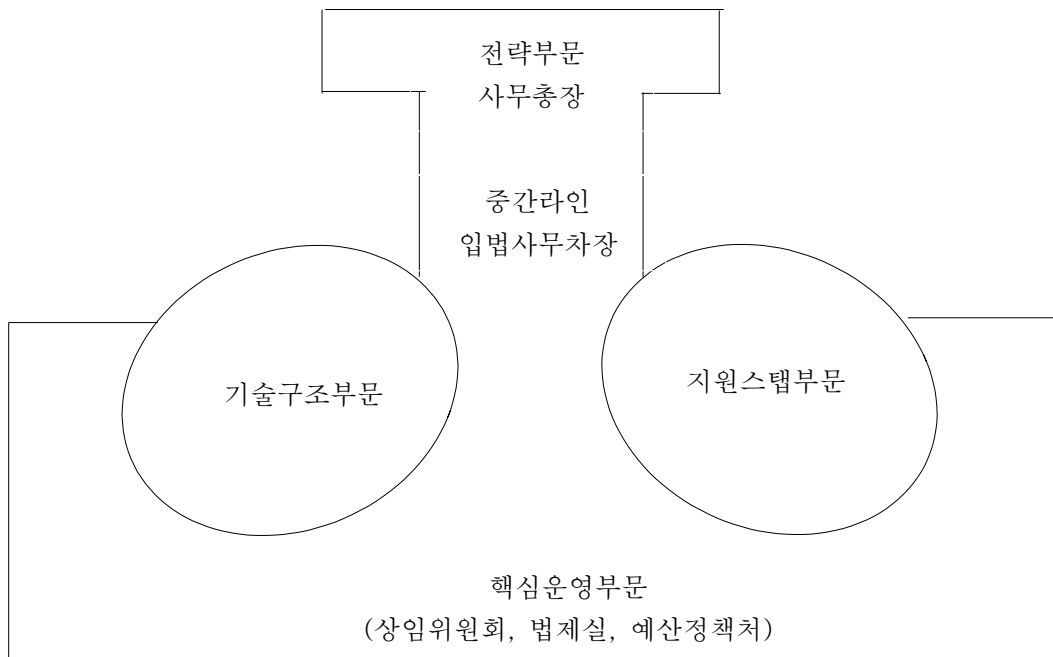 전략부문
사무총장
중간라인
입법사무차장
기술구조부문
지원스탭부문
핵심운영부문
(상임위원회, 법제실, 예산정책처)